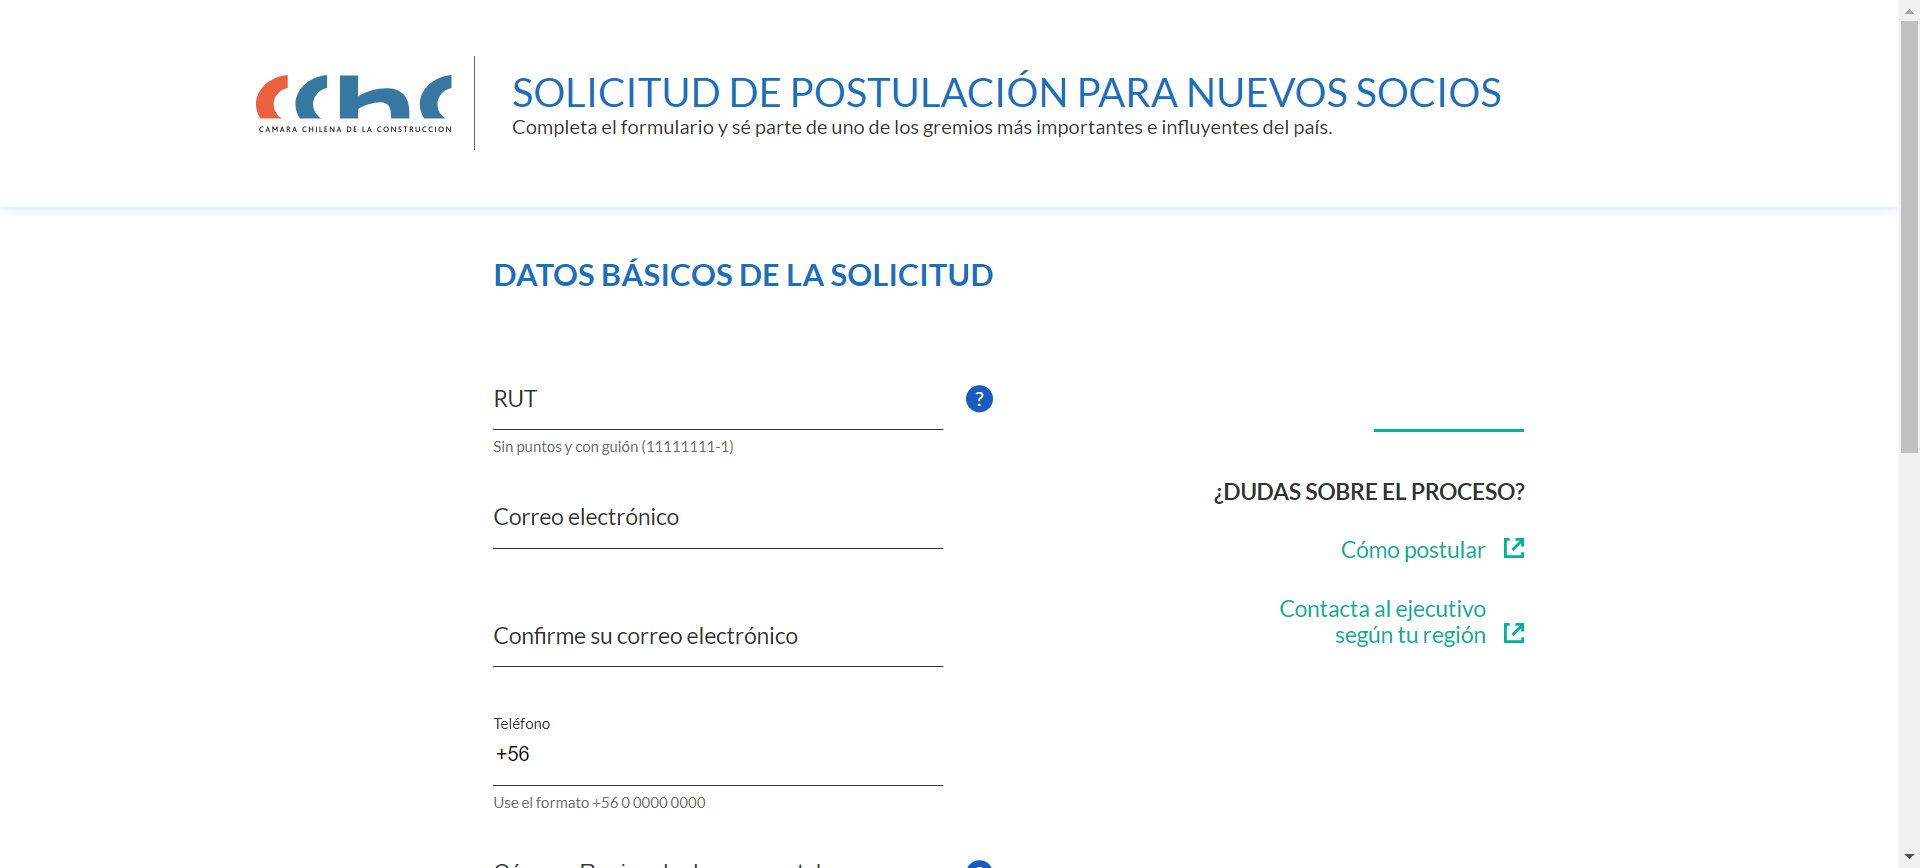 cchc
CAMARA CHILENA DE LA CONSTRUCCION
SOLICITUD DE POSTULACIÓN PARA NUEVOS SOCIOS
Completa el formulario y sé parte de uno de los gremios más importantes e influyentes del país.
DATOS BÁSICOS DE LA SOLICITUD
RUT
?
Sin puntos y con guión (11111111-1)
Correo electrónico
Confirme su correo electrónico
Teléfono
+56
Use el formato +56 0 0000 0000
¿DUDAS SOBRE EL PROCESO?
Cómo postular
Contacta al ejecutivo
según tu región